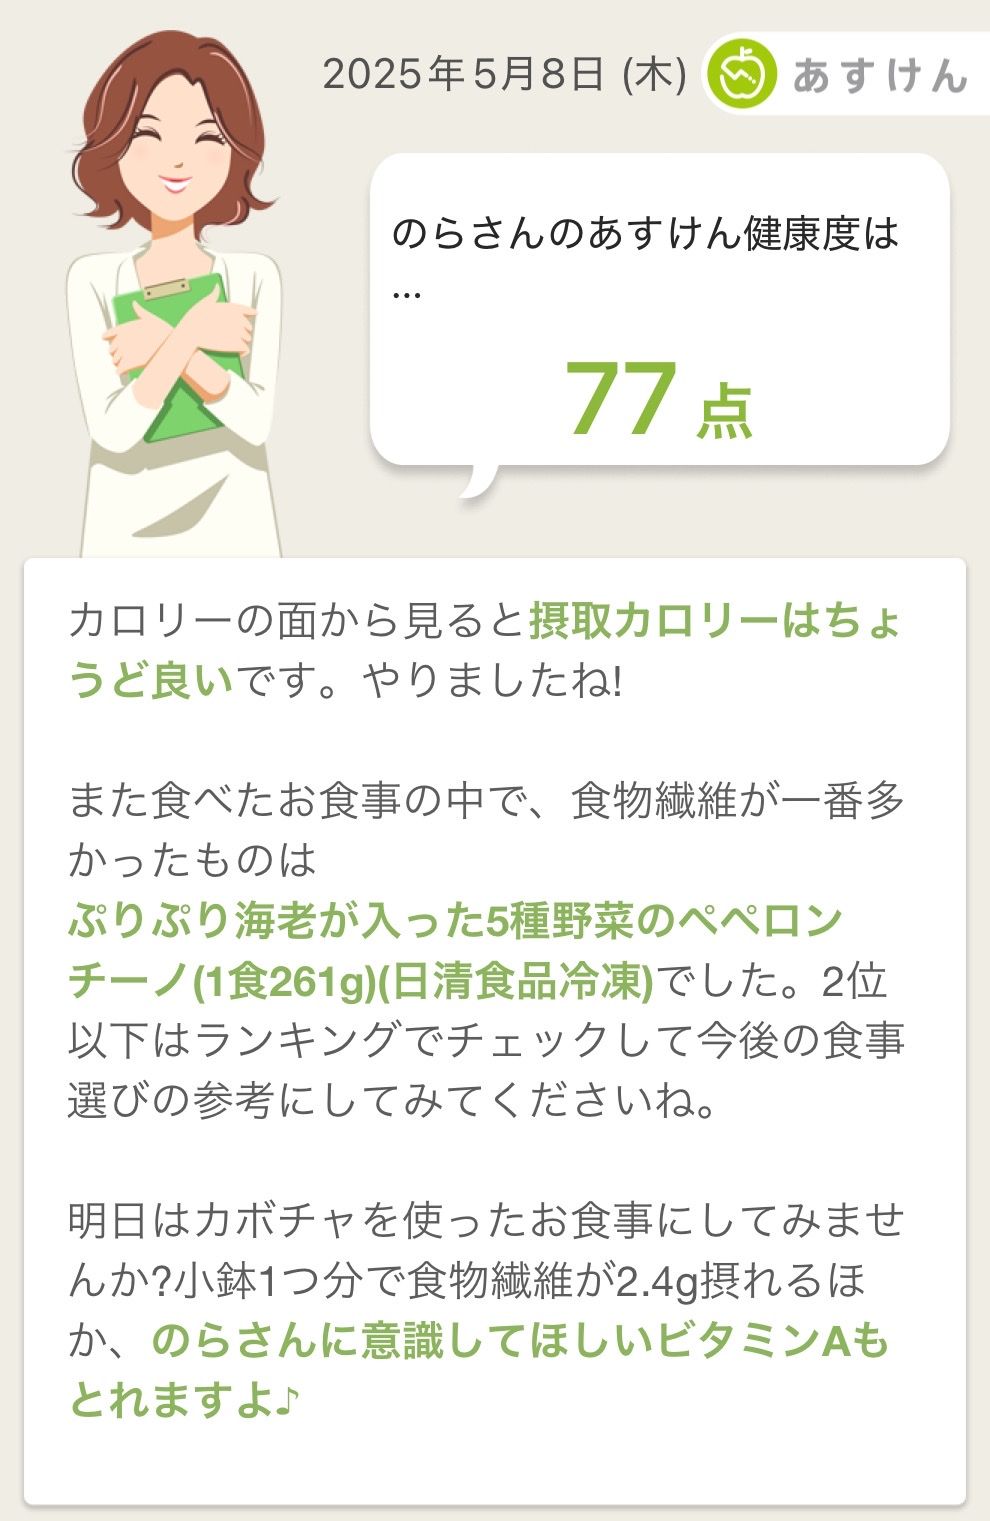 2025年5月8日 (木)
あすけん
のらさんのあすけん健康度は
...
77 点
カロリーの面から見ると摂取カロリーはちょ
うど良いです。やりましたね!
また食べたお食事の中で、食物繊維が一番多
かったものは
ぷりぷり海老が入った5種野菜のペペロン
チーノ(1食261g)(日清食品冷凍)でした。2位
以下はランキングでチェックして今後の食事
選びの参考にしてみてくださいね。
明日はカボチャを使ったお食事にしてみませ
んか?小鉢1つ分で食物繊維が2.4g摂れるほ
か、のらさんに意識してほしいビタミンAも
とれますよ♪